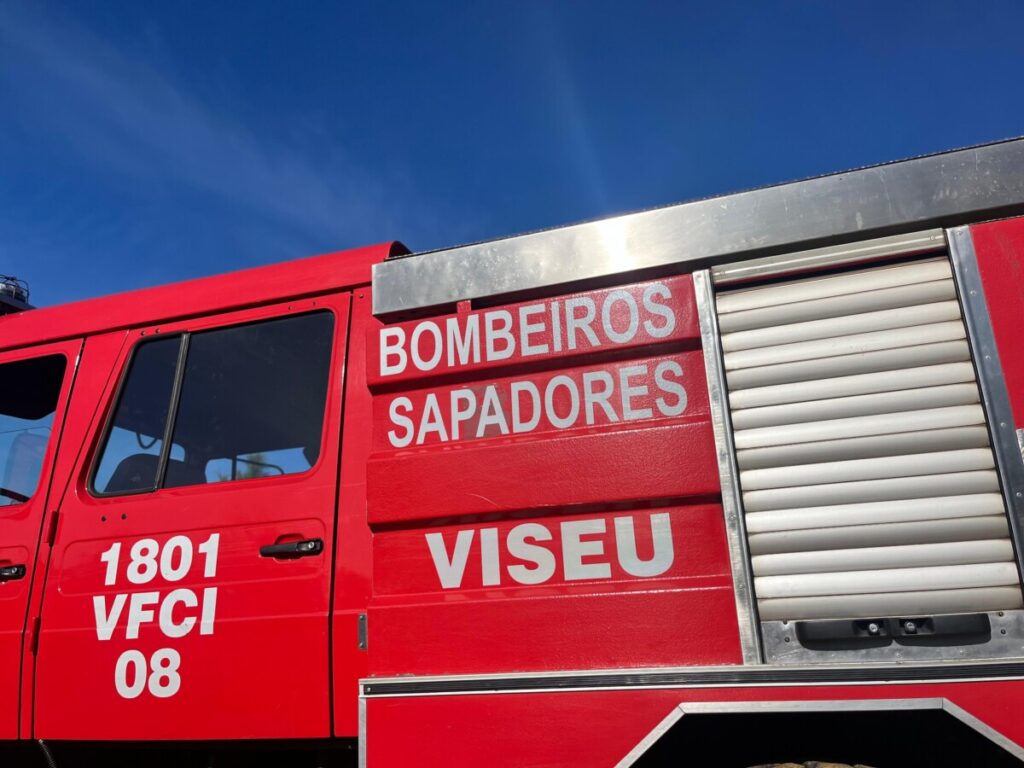 BOMBEIROS
SAPADORES
VISEU
1801
VFCI
08